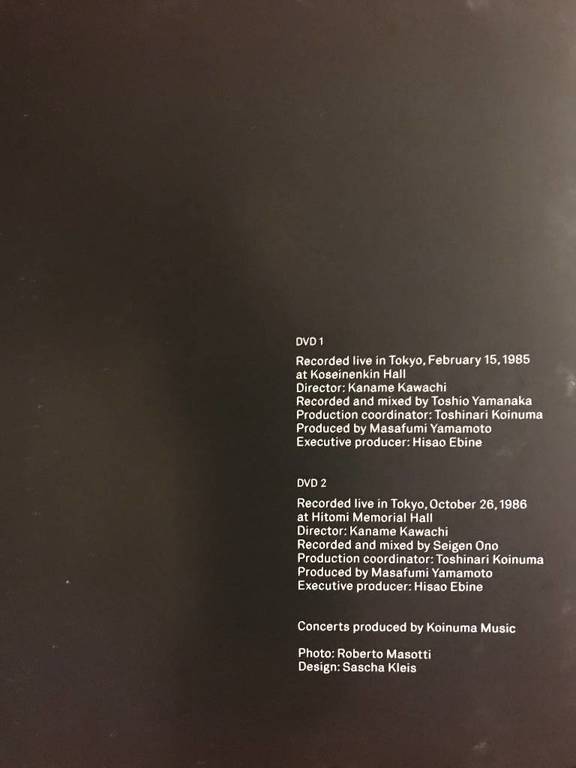 DVD 1
Recorded live in Tokyo, February 15, 1985
at Koseinenkin Hall
Director: Kaname Kawachi
Recorded and mixed by Toshio Yamanaka
Production coordinator: Toshinari Koinuma
Produced by Masafumi Yamamoto
Executive producer: Hisao Ebine
DVD 2
Recorded live in Tokyo, October 26, 1986
at Hitomi Memorial Hall
Director: Kaname Kawachi
Recorded and mixed by Seigen Ono
Production coordinator: Toshinari Koinuma
Produced by Masafumi Yamamoto
Executive producer: Hisao Ebine
Concerts produced by Koinuma Music
Photo: Roberto Masotti
Design: Sascha Kleis